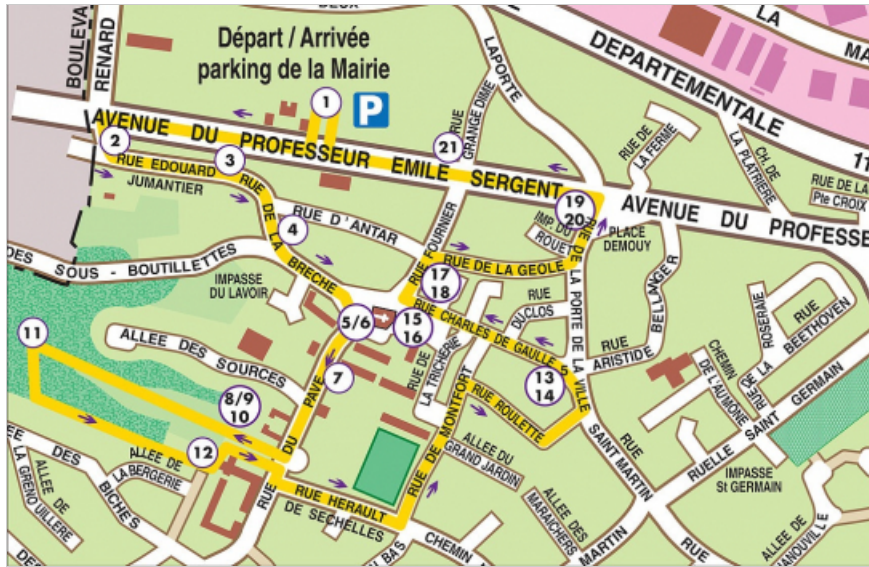 DEUX
BOULEVA
RENARD
Départ / Arrivée
parking de la Mairie
P
1
LAPORTE
DEPARTEMENTALE
LA
MA
11
AVENUE DU PROFESSEUR EMILE SERGENT
AVENUE DU PROFESSE
2
3
21
RUE
GRANGE DIME
RUE DE
LA FERME
CH. DE
LA PLATRIERE
RUE DE LA
Pte CROIX
RUE EDOUARD
JUMANTIER
RUE DE LA BRECHE
4
RUE D'ANTAR
RUE FOURNIER
19
20
IMP. DU
ROUET
PLACE
DEMOUY
RUE DE LA PORTE DE LA VILLE
RUE DE LA GEOLE
17
18
DES SOUS - BOUTILLETTES
IMPASSE
DU LAVOIR
5/6
15
16
RUE CHARLES DE GAULLE
5
RUE
DU CLOS
RUE
ARISTIDE
BELLANGER
13
14
11
ALLEE DES SOURCES
7
RUE DU PAVE
RUE DE
LA TRICHERIE
RUE DE MONTFORT
RUE ROULETTE
CHEMIN
DE L'AUMONE
RUE
DE LA
ROSERAIE
RUE
BEETHOVEN
8/9
10
12
ALLEE DE
LA BERGERIE
RUE HERAULT
DE SECHELLES
ALLEE DU
GRAND JARDIN
RUE
SAINT MARTIN
RUELLE SAINT GERMAIN
IMPASSE
St GERMAIN
ALLEE DES
MARAICHERS
MARTIN
RUE
CHEMIN
BAS
DES
BICHES
ALLEE DE
LA GRENOUILLERE
ALLEE DE
HANOUVILLE
DES